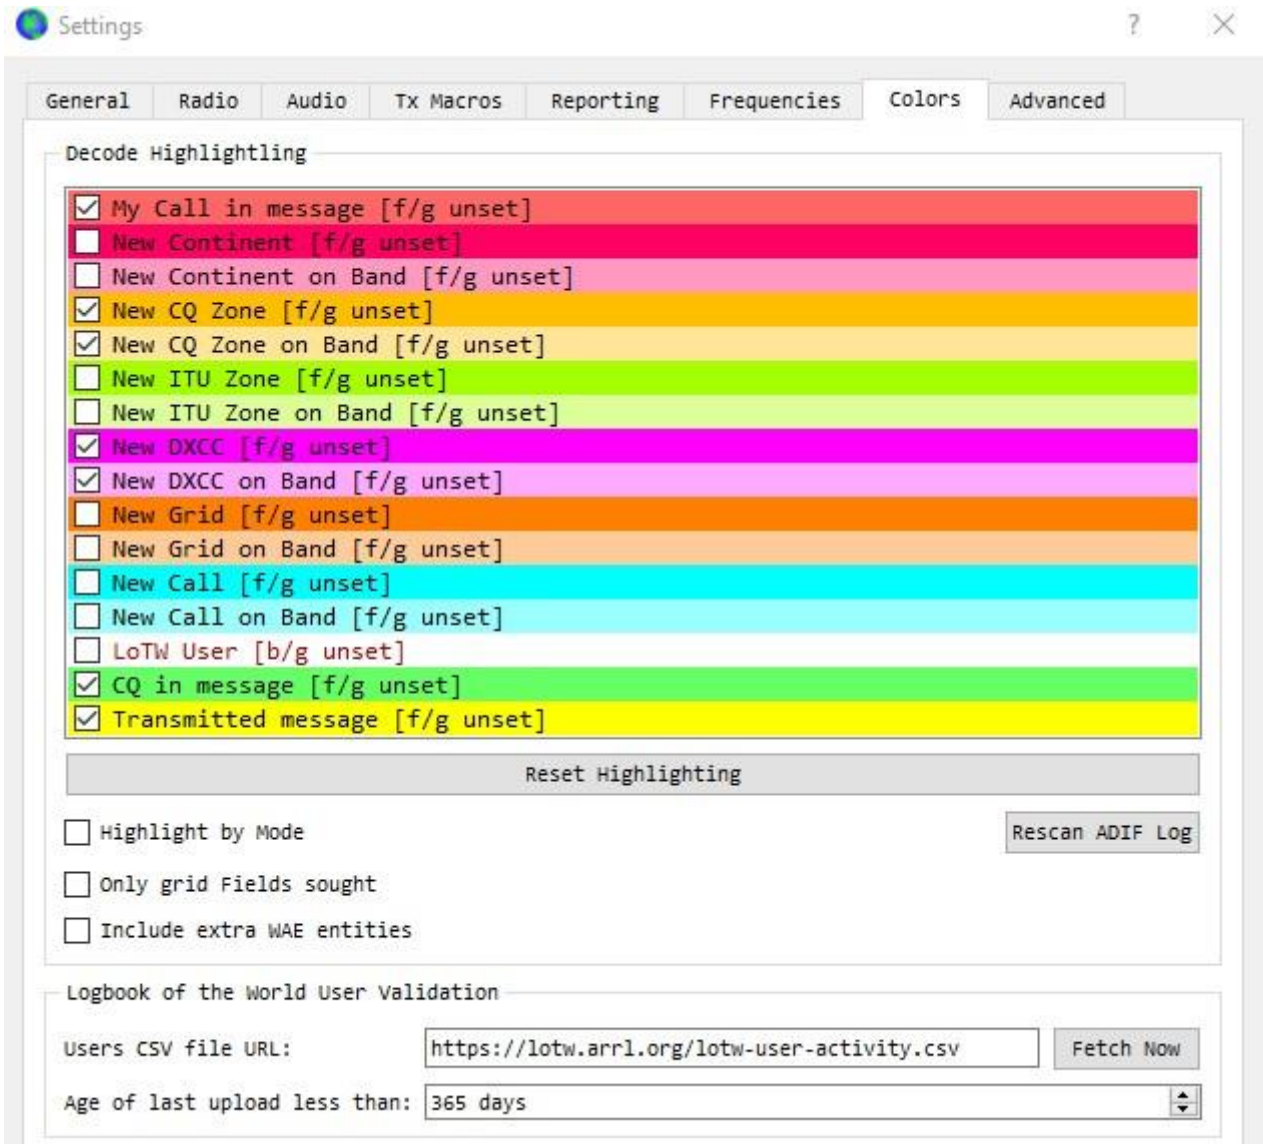 Settings
General Radio Audio Tx Macros Reporting Frequencies Colors Advanced
Decode Highlightling
My Call in message [f/g unset]
New Continent [f/g unset]
New Continent on Band [f/g unset]
New CQ Zone [f/g unset]
New CQ Zone on Band [f/g unset]
New ITU Zone [f/g unset]
New ITU Zone on Band [f/g unset]
New DXCC [f/g unset]
New DXCC on Band [f/g unset]
New Grid [f/g unset]
New Grid on Band [f/g unset]
New Call [f/g unset]
New Call on Band [f/g unset]
LoTW User [b/g unset]
CQ in message [f/g unset]
Transmitted message [f/g unset]
Reset Highlighting
Highlight by Mode Rescan ADIF Log
Only grid Fields sought
Include extra WAE entities
Logbook of the World User Validation
Users CSV file URL: https://lotw.arrl.org/lotw-user-activity.csv Fetch Now
Age of last upload less than: 365 days